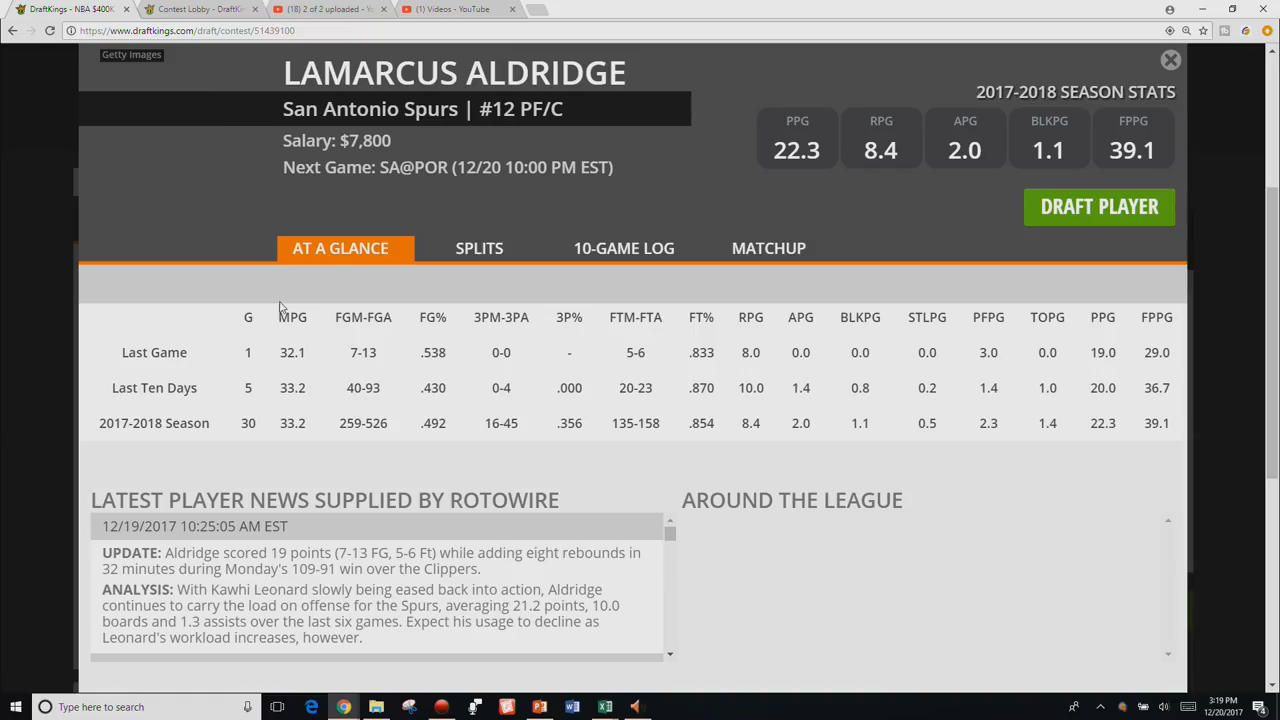 DraftKings - NBA $400K
Contest Lobby - DraftKin
(18) 2 of 2 uploaded - Yo
(1) Videos - YouTube
https://www.draftkings.com/draft/contest/51439100
Getty Images
LAMARCUS ALDRIDGE
San Antonio Spurs | #12 PF/C
Salary: $7,800
Next Game: SA@POR (12/20 10:00 PM EST)
2017-2018 SEASON STATS
PPG RPG APG BLKPG FPPG
22.3 8.4 2.0 1.1 39.1
DRAFT PLAYER
AT A GLANCE SPLITS 10-GAME LOG MATCHUP
G MPG FGM-FGA FG% 3PM-3PA 3P% FTM-FTA FT% RPG APG BLKPG STLPG PFPG TOPG PPG FPPG
Last Game 1 32.1 7-13 .538 0-0 - 5-6 .833 8.0 0.0 0.0 0.0 3.0 0.0 19.0 29.0
Last Ten Days 5 33.2 40-93 .430 0-4 .000 20-23 .870 10.0 1.4 0.8 0.2 1.4 1.0 20.0 36.7
2017-2018 Season 30 33.2 259-526 .492 16-45 .356 135-158 .854 8.4 2.0 1.1 0.5 2.3 1.4 22.3 39.1
LATEST PLAYER NEWS SUPPLIED BY ROTOWIRE
12/19/2017 10:25:05 AM EST
UPDATE: Aldridge scored 19 points (7-13 FG, 5-6 Ft) while adding eight rebounds in
32 minutes during Monday's 109-91 win over the Clippers.
ANALYSIS: With Kawhi Leonard slowly being eased back into action, Aldridge
continues to carry the load on offense for the Spurs, averaging 21.2 points, 10.0
boards and 1.3 assists over the last six games. Expect his usage to decline as
Leonard's workload increases, however.
AROUND THE LEAGUE
Type here to search
3:19 PM
12/20/2017